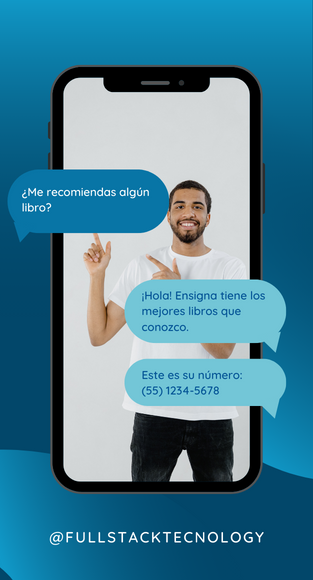 ¿Me recomiendas algún
libro?
¡Hola! Ensigna tiene los
mejores libros que
conozco.
Este es su número:
(55) 1234-5678
@FULLSTACKTECNOLOGY